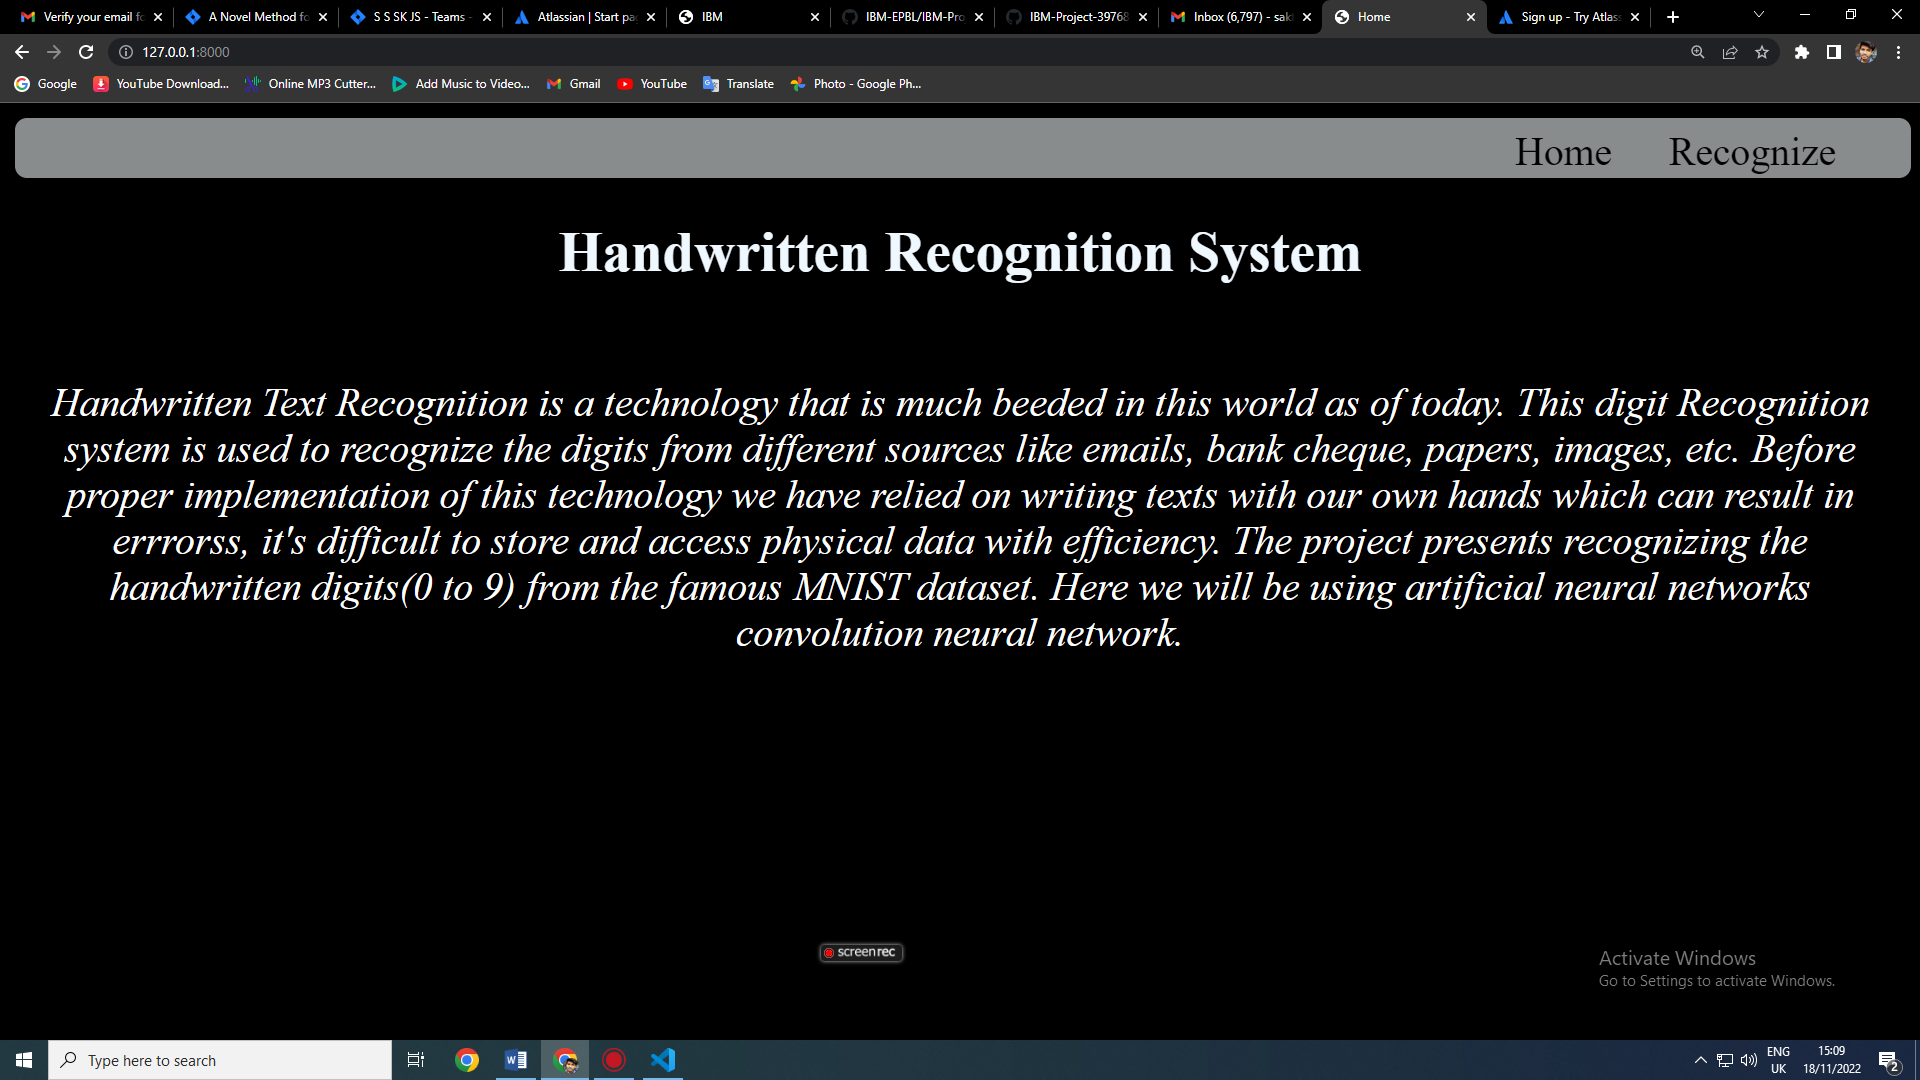 Verify your email fo
A Novel Method fo
S S SK JS - Teams -
Atlassian | Start pag
IBM
IBM-EPBL/IBM-Pro
IBM-Project-39768
Inbox (6,797) - sakt
Home
Sign up - Try Atlass
127.0.0.1:8000
Google
YouTube Download...
Online MP3 Cutter...
Add Music to Video...
Gmail
YouTube
Translate
Photo - Google Ph...
Home
Recognize
Handwritten Recognition System
Handwritten Text Recognition is a technology that is much beeded in this world as of today. This digit Recognition
system is used to recognize the digits from different sources like emails, bank cheque, papers, images, etc. Before
proper implementation of this technology we have relied on writing texts with our own hands which can result in
errrorss, it's difficult to store and access physical data with efficiency. The project presents recognizing the
handwritten digits(0 to 9) from the famous MNIST dataset. Here we will be using artificial neural networks
convolution neural network.
screenrec
Activate Windows
Go to Settings to activate Windows.
Type here to search
ENG
UK
15:09
18/11/2022
2